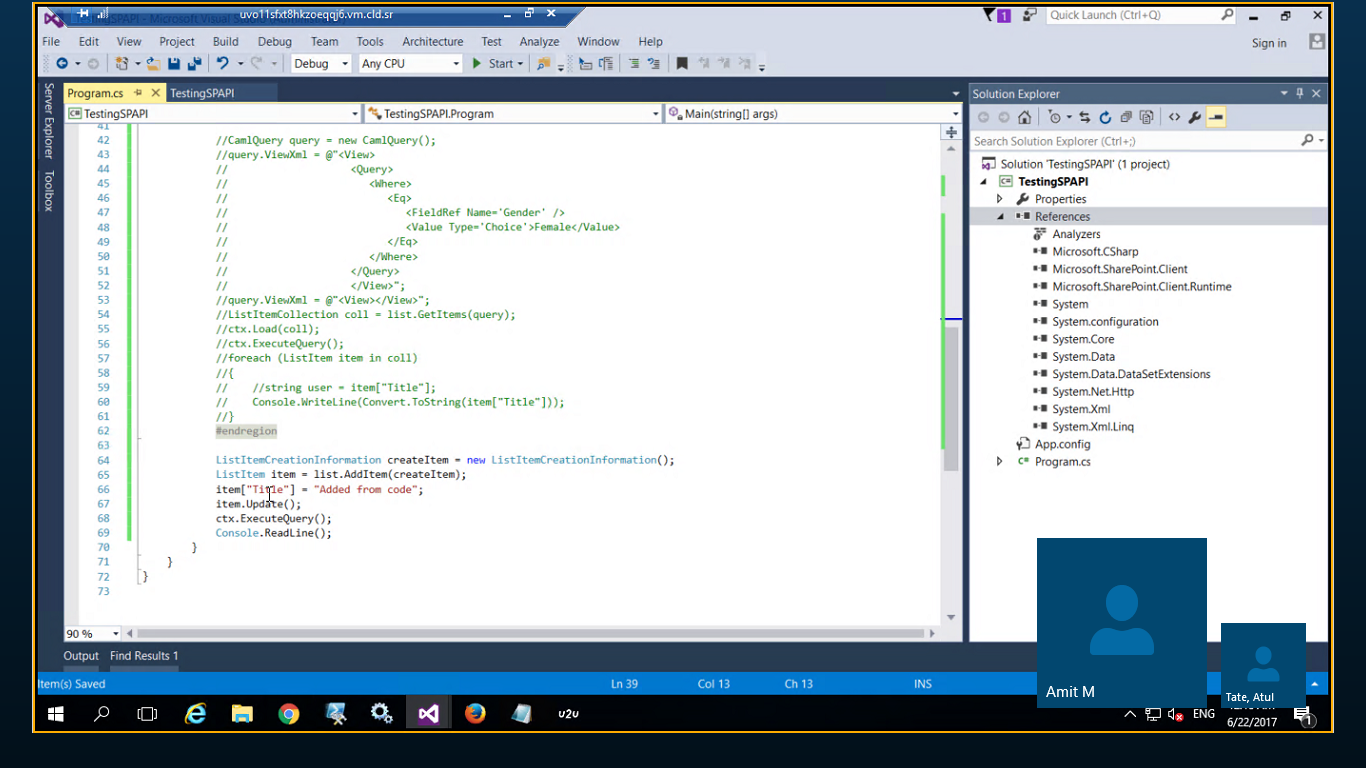 TestingSPAPI - Microsoft Visual Studio
uvo11sfxt8hkzoeqqj6.vm.cld.sr
1
Quick Launch (Ctrl+Q)
File Edit View Project Build Debug Team Tools Architecture Test Analyze Window Help
Sign in
Debug Any CPU Start
Server Explorer
Toolbox
Program.cs TestingSPAPI
TestingSPAPI TestingSPAPI.Program Main(string[] args)
41
42 //CamlQuery query = new CamlQuery();
43 //query.ViewXml = @"<View>
44 // <Query>
45 // <Where>
46 // <Eq>
47 // <FieldRef Name='Gender' />
48 // <Value Type='Choice'>Female</Value>
49 // </Eq>
50 // </Where>
51 // </Query>
52 // </View>";
53 //query.ViewXml = @"<View></View>";
54 //ListItemCollection coll = list.GetItems(query);
55 //ctx.Load(coll);
56 //ctx.ExecuteQuery();
57 //foreach (ListItem item in coll)
58 //{
59 // //string user = item["Title"];
60 // Console.WriteLine(Convert.ToString(item["Title"]));
61 //}
62 #endregion
63
64 ListItemCreationInformation createItem = new ListItemCreationInformation();
65 ListItem item = list.AddItem(createItem);
66 item["Title"] = "Added from code";
67 item.Update();
68 ctx.ExecuteQuery();
69 Console.ReadLine();
70 }
71 }
72 }
73
90 %
Output Find Results 1
Item(s) Saved Ln 39 Col 13 Ch 13 INS
Solution Explorer
Search Solution Explorer (Ctrl+;)
Solution 'TestingSPAPI' (1 project)
TestingSPAPI
Properties
References
Analyzers
Microsoft.CSharp
Microsoft.SharePoint.Client
Microsoft.SharePoint.Client.Runtime
System
System.configuration
System.Core
System.Data
System.Data.DataSetExtensions
System.Net.Http
System.Xml
System.Xml.Linq
App.config
Program.cs
Amit M
Tate, Atul
u2u
ENG
6/22/2017
1